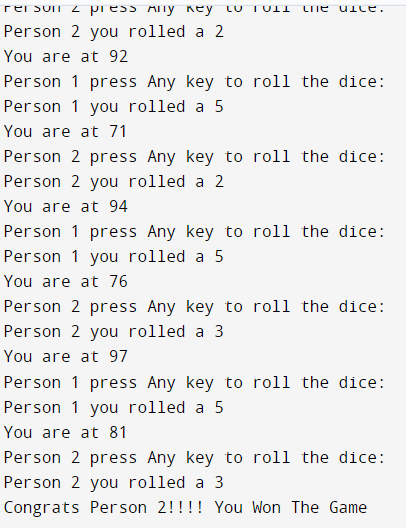 Person 2 press Any key to roll the dice:
Person 2 you rolled a 2
You are at 92
Person 1 press Any key to roll the dice:
Person 1 you rolled a 5
You are at 71
Person 2 press Any key to roll the dice:
Person 2 you rolled a 2
You are at 94
Person 1 press Any key to roll the dice:
Person 1 you rolled a 5
You are at 76
Person 2 press Any key to roll the dice:
Person 2 you rolled a 3
You are at 97
Person 1 press Any key to roll the dice:
Person 1 you rolled a 5
You are at 81
Person 2 press Any key to roll the dice:
Person 2 you rolled a 3
Congrats Person 2!!!! You Won The Game